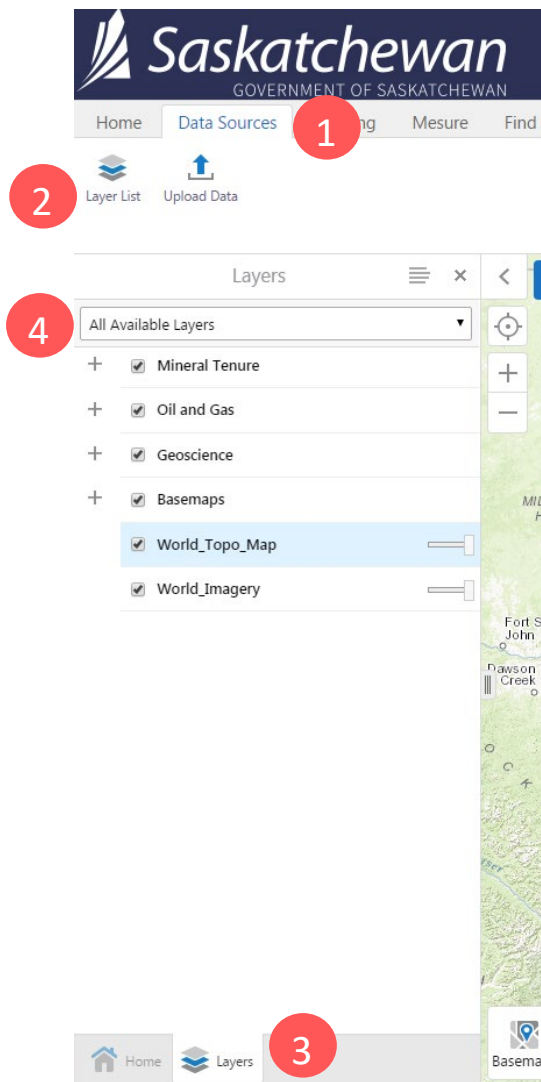 Saskatchewan
GOVERNMENT OF SASKATCHEWAN
Home Data Sources 1 Mesure Find
2 Layer List Upload Data
Layers
4 All Available Layers
Mineral Tenure
Oil and Gas
Geoscience
Basemaps
World_Topo_Map
World_Imagery
Fort S
John
Dawson
Creek
Home Layers 3
Basema